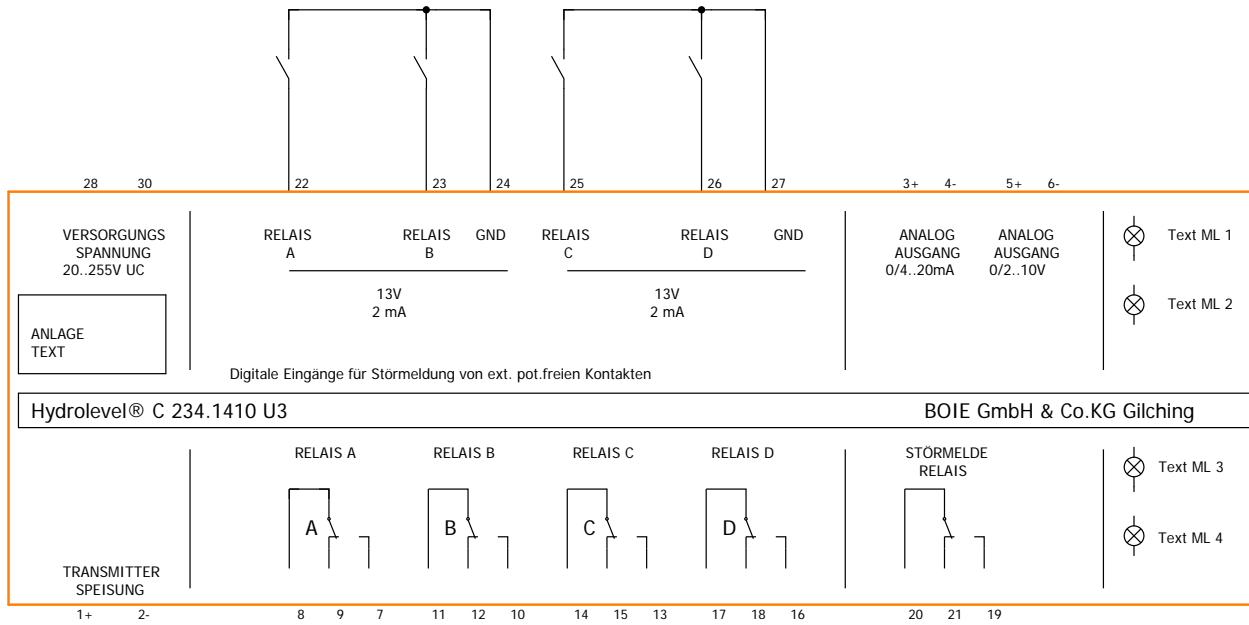 28 30 22 23 24 25 26 27 3+ 4- 5+ 6-
VERSORGUNGS
SPANNUNG
20..255V UC
RELAIS
A
RELAIS
B
GND
RELAIS
C
RELAIS
D
GND
ANALOG
AUSGANG
0/4..20mA
ANALOG
AUSGANG
0/2..10V
Text ML 1
13V
2 mA
13V
2 mA
Text ML 2
ANLAGE
TEXT
Digitale Eingänge für Störmeldung von ext. pot.freien Kontakten
Hydrolevel® C 234.1410 U3 BOIE GmbH & Co.KG Gilching
RELAIS A RELAIS B RELAIS C RELAIS D
STÖRMELDE
RELAIS
Text ML 3
A B C D
Text ML 4
TRANSMITTER
SPEISUNG
1+ 2- 8 9 7 11 12 10 14 15 13 17 18 16 20 21 19